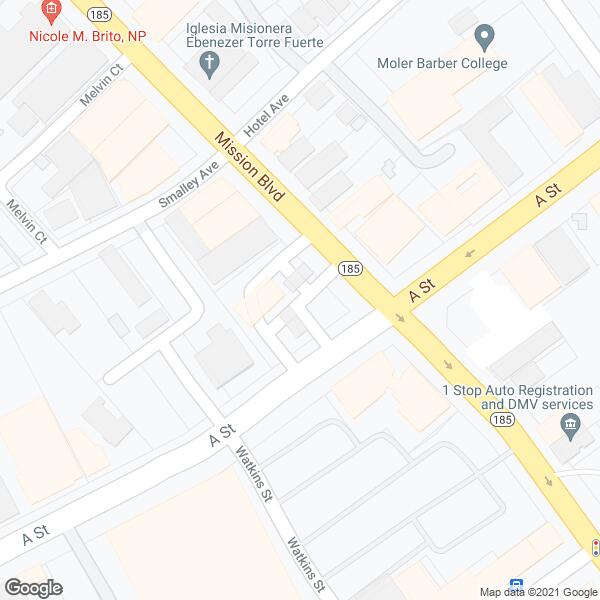 185
Nicole M. Brito, NP
Iglesia Misionera
Ebenezer Torre Fuerte
Moler Barber College
Melvin Ct
Hotel Ave
Mission Blvd
Smalley Ave
A St
Melvin Ct
185
A St
1 Stop Auto Registration
and DMV services
185
A St
Watkins St
A St
Watkins St
Google
Map data ©2021 Google